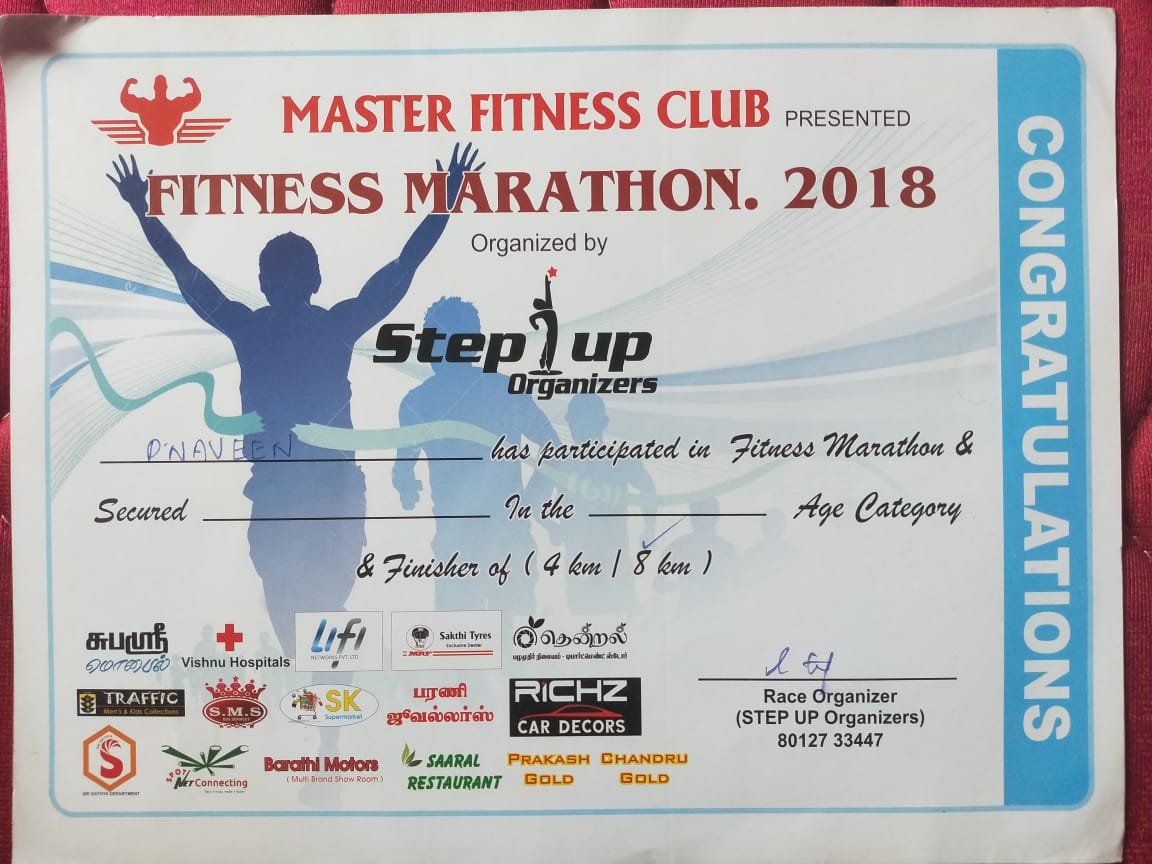 MASTER FITNESS CLUB PRESENTED
FITNESS MARATHON. 2018
Organized by
Step up
Organizers
P.NAVEEN has participated in Fitness Marathon &
Secured In the Age Category
& Finisher of ( 4 km | 8 km )
CONGRATULATIONS
சுபஸ்ரீ
மொபைல்
Vishnu Hospitals
Lifi
NETWORKS PVT. LTD
Sakthi Tyres
Exclusive Dealer
MRF
தென்றல்
பழமுதிர் நிலையம் - டிபார்ட்மெண்ட் ஸ்டோர்
TRAFFIC
Men's & Kids Collections
S.M.S
BUS SERVICES
SK
Supermarket
பரணி
ஜுவல்லர்ஸ்
RICHZ
CAR DECORS
SRI SATHYA DEPARTMENT
SPOT
Net Connecting
Barathi Motors
( Multi Brand Show Room )
SAARAL
RESTAURANT
PRAKASH
GOLD
CHANDRU
GOLD
Race Organizer
(STEP UP Organizers)
80127 33447